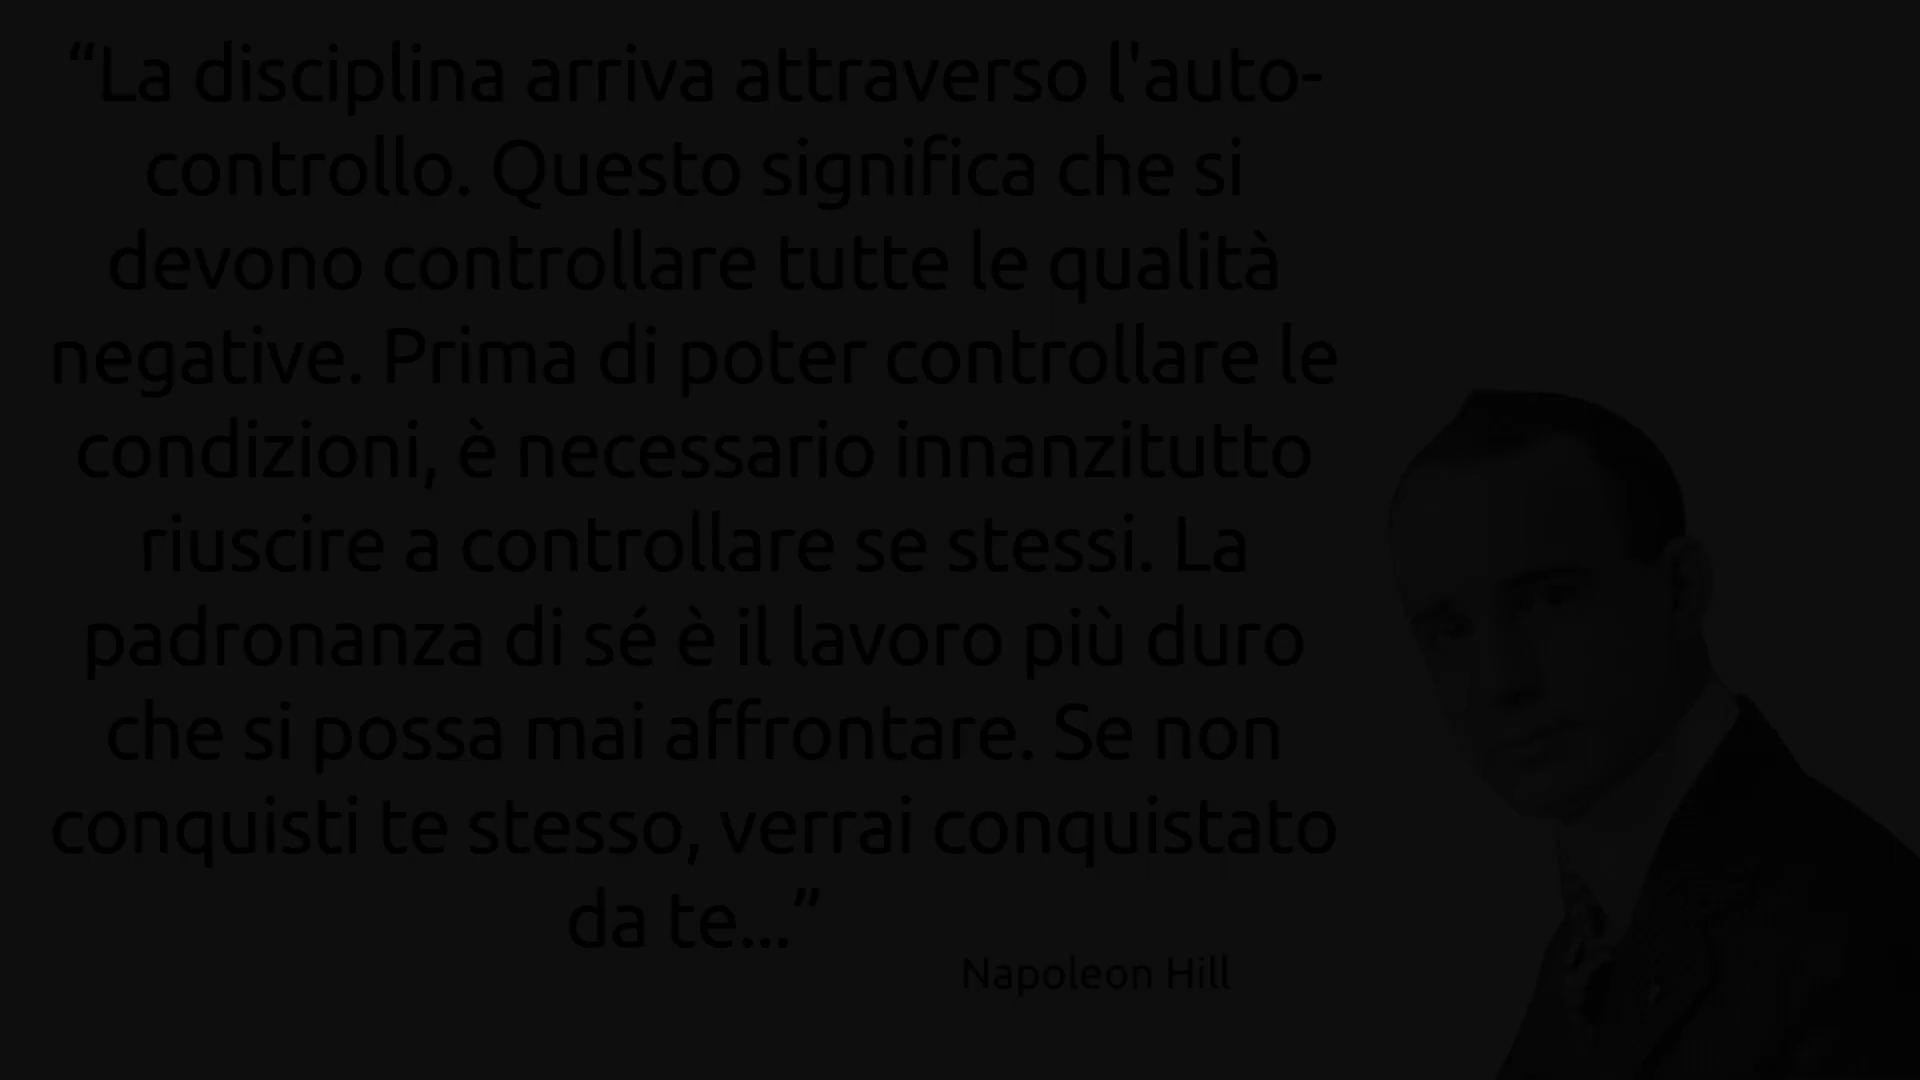 “La disciplina arriva attraverso l'auto-
controllo. Questo significa che si
devono controllare tutte le qualità
negative. Prima di poter controllare le
condizioni, è necessario innanzitutto
riuscire a controllare se stessi. La
padronanza di sé è il lavoro più duro
che si possa mai affrontare. Se non
conquisti te stesso, verrai conquistato
da te...”
Napoleon Hill